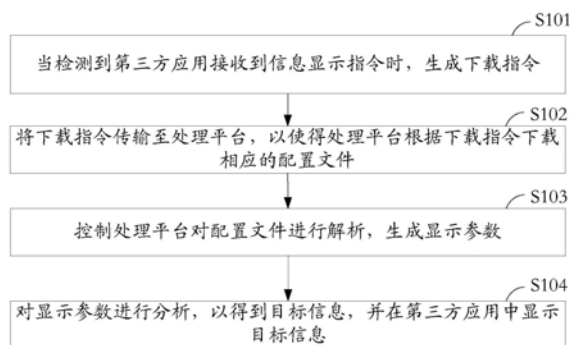 S101
当检测到第三方应用接收到信息显示指令时，生成下载指令
S102
将下载指令传输至处理平台，以使得处理平台根据下载指令下载
相应的配置文件
S103
控制处理平台对配置文件进行解析，生成显示参数
S104
对显示参数进行分析，以得到目标信息，并在第三方应用中显示
目标信息